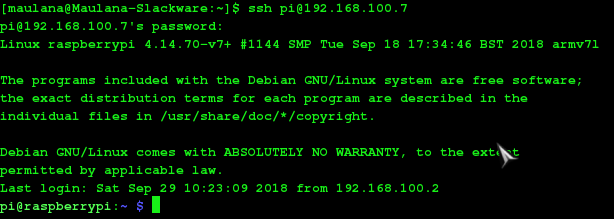 [maulana@Maulana-Slackware:~]$ ssh pi@192.168.100.7
pi@192.168.100.7's password:
Linux raspberrypi 4.14.70-v7+ #1144 SMP Tue Sep 18 17:34:46 BST 2018 armv7l
The programs included with the Debian GNU/Linux system are free software;
the exact distribution terms for each program are described in the
individual files in /usr/share/doc/*/copyright.
Debian GNU/Linux comes with ABSOLUTELY NO WARRANTY, to the extent
permitted by applicable law.
Last login: Sat Sep 29 10:23:09 2018 from 192.168.100.2
pi@raspberrypi:~ $